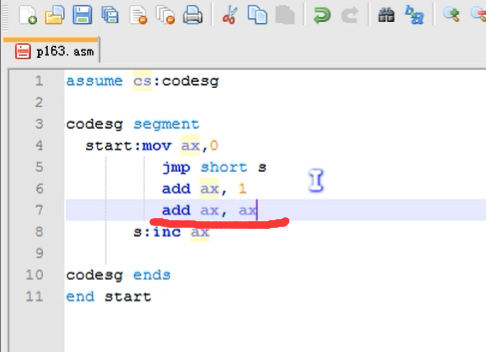 p163.asm
1 assume cs:codesg
2
3 codesg segment
4 start:mov ax,0
5 jmp short s
6 add ax, 1
7 add ax, ax
8 s:inc ax
9
10 codesg ends
11 end start